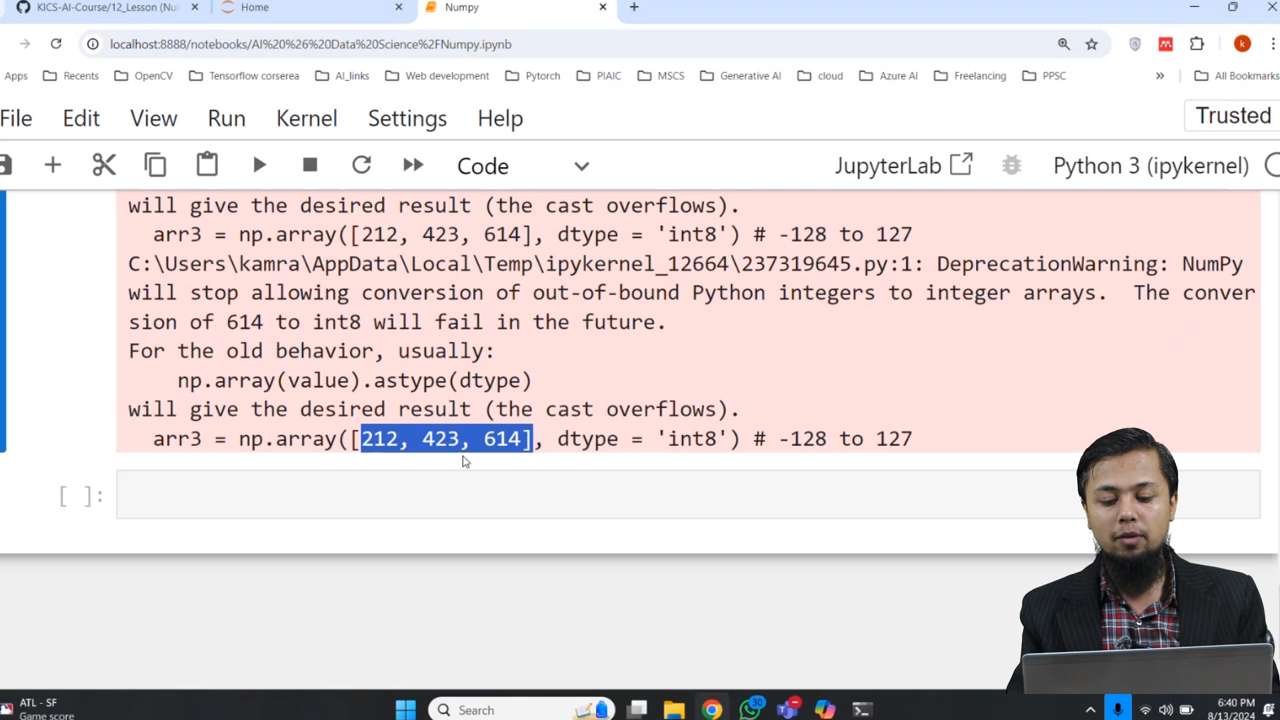 KICS-AI-Course/12_Lesson (Nu
Home
Numpy
localhost:8888/notebooks/AI%20%26%20Data%20Science%2FNumpy.ipynb
k
Apps Recents OpenCV Tensorflow corsera AI_links Web development Pytorch PIAIC MSCS Generative AI cloud Azure AI Freelancing PPSC » All Bookmarks
File Edit View Run Kernel Settings Help Trusted
Code JupyterLab Python 3 (ipykernel)
will give the desired result (the cast overflows).
arr3 = np.array([212, 423, 614], dtype = 'int8') # -128 to 127
C:\Users\kamra\AppData\Local\Temp\ipykernel_12664\237319645.py:1: DeprecationWarning: NumPy
will stop allowing conversion of out-of-bound Python integers to integer arrays.  The conver
sion of 614 to int8 will fail in the future.
For the old behavior, usually:
np.array(value).astype(dtype)
will give the desired result (the cast overflows).
arr3 = np.array([212, 423, 614], dtype = 'int8') # -128 to 127
[ ]:
ATL - SF
Game score
Search
30
6:40 PM
8/13/2024